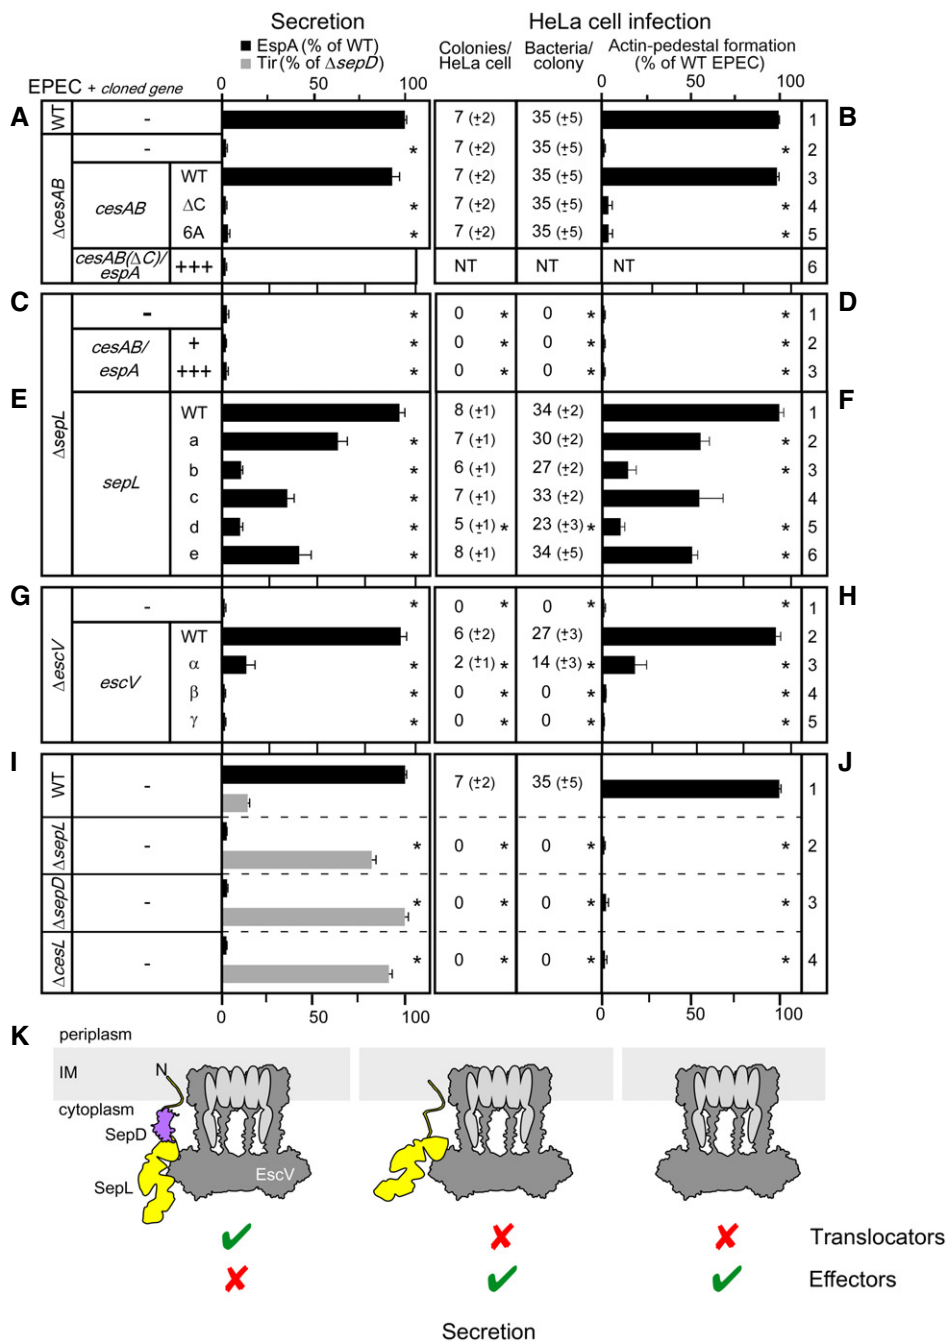 Secretion HeLa cell infection
■ EspA (% of WT) Colonies/ Bacteria/ Actin-pedestal formation
■ Tir (% of ΔsepD) HeLa cell colony (% of WT EPEC)
EPEC + cloned gene 0 50 100 0 50 100
A WT - 7 (±2) 35 (±5) 1 B
ΔcesAB - * 7 (±2) 35 (±5) * 2
cesAB WT 7 (±2) 35 (±5) 3
ΔC * 7 (±2) 35 (±5) * 4
6A * 7 (±2) 35 (±5) * 5
cesAB(ΔC)/
espA +++ NT NT NT 6
C ΔsepL - * 0 * 0 * * 1 D
cesAB/ + * 0 * 0 * * 2
espA +++ * 0 * 0 * * 3
E sepL WT 8 (±1) 34 (±2) 1 F
a * 7 (±1) 30 (±2) * 2
b * 6 (±1) 27 (±2) * 3
c * 7 (±1) 33 (±2) 4
d * 5 (±1) * 23 (±3) * * 5
e * 8 (±1) 34 (±5) * 6
G ΔescV - * 0 * 0 * * 1 H
escV WT 6 (±2) 27 (±3) 2
α * 2 (±1) * 14 (±3) * * 3
β * 0 * 0 * * 4
γ * 0 * 0 * * 5
I WT - 7 (±2) 35 (±5) 1 J
ΔsepL - * 0 * 0 * * 2
ΔsepD - * 0 * 0 * * 3
ΔcesL - * 0 * 0 * * 4
0 50 100 0 50 100
K periplasm
IM N
cytoplasm
SepD
SepL EscV
✔ ✘ ✘ Translocators
✘ ✔ ✔ Effectors
Secretion